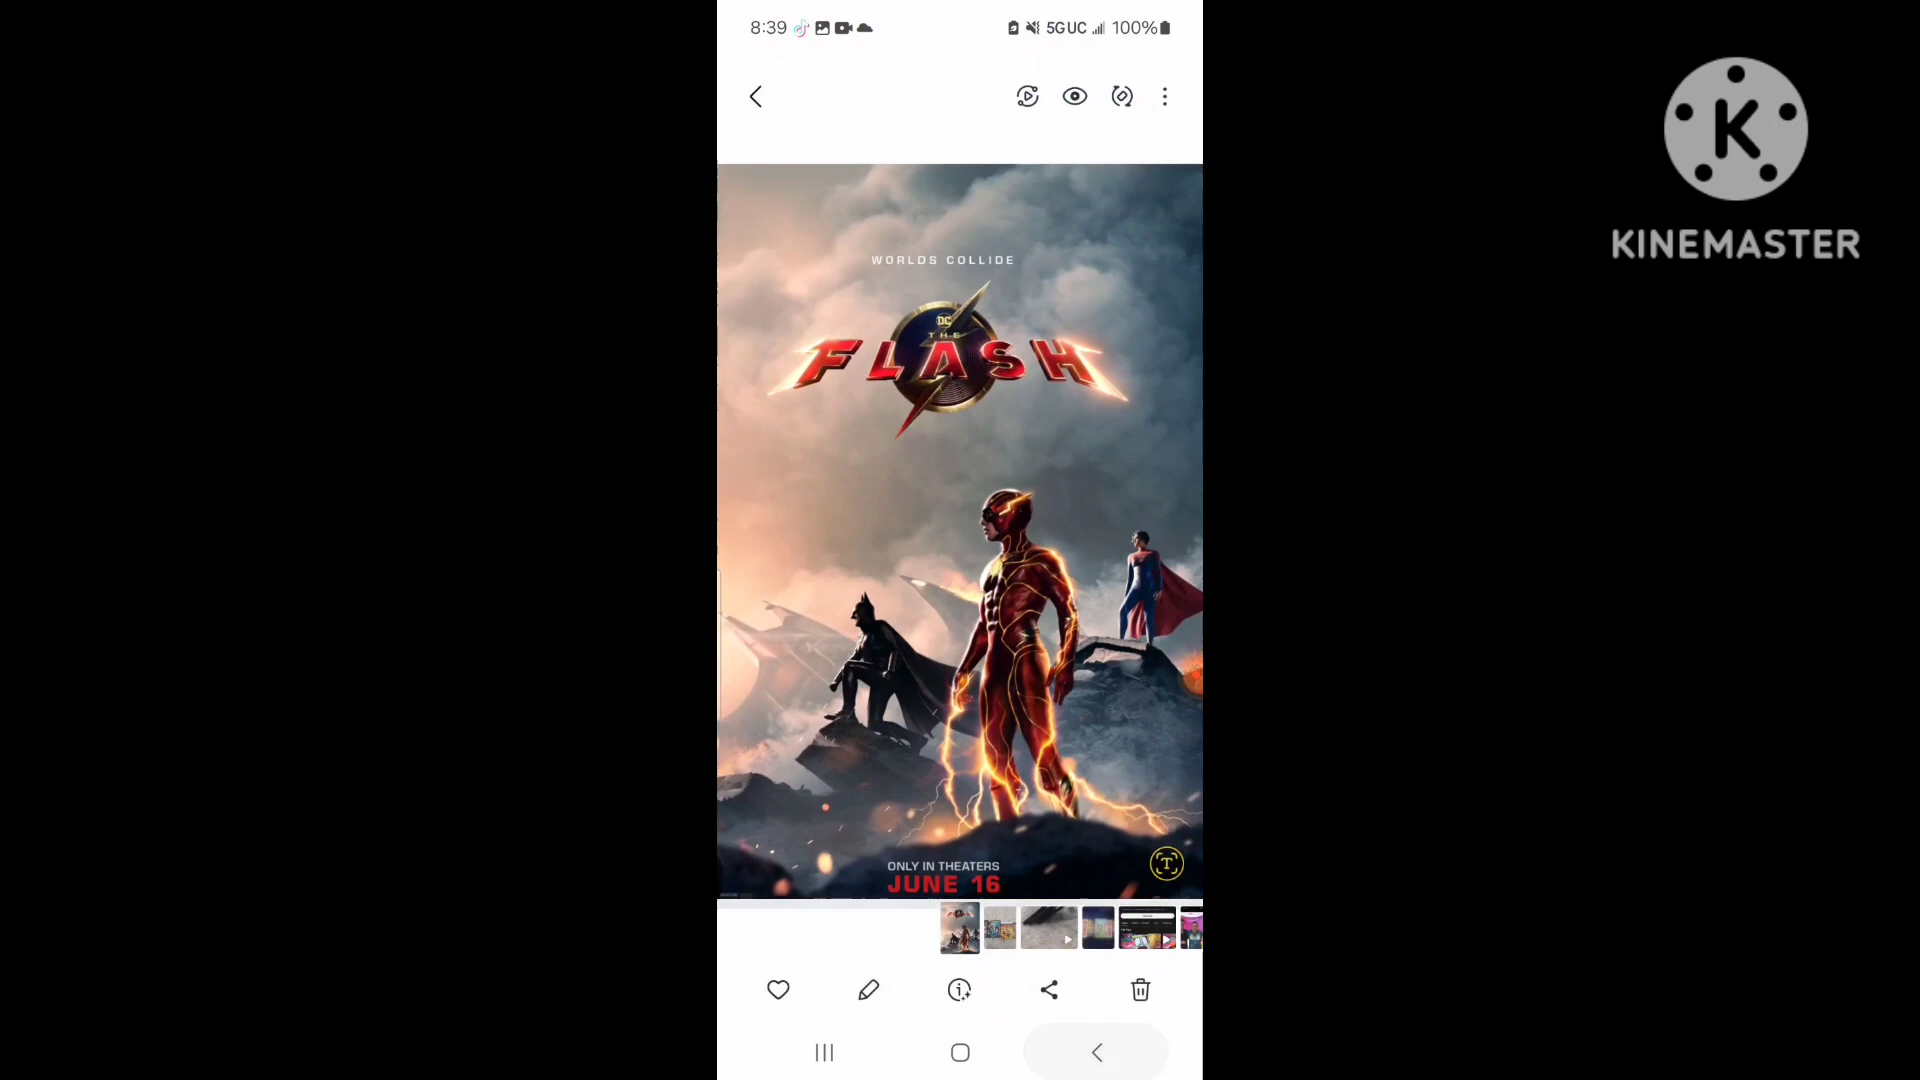 8:39
5GUC
100%
K
KINEMASTER
WORLDS COLLIDE
DC
THE
FLASH
ONLY IN THEATERS
JUNE 16
T